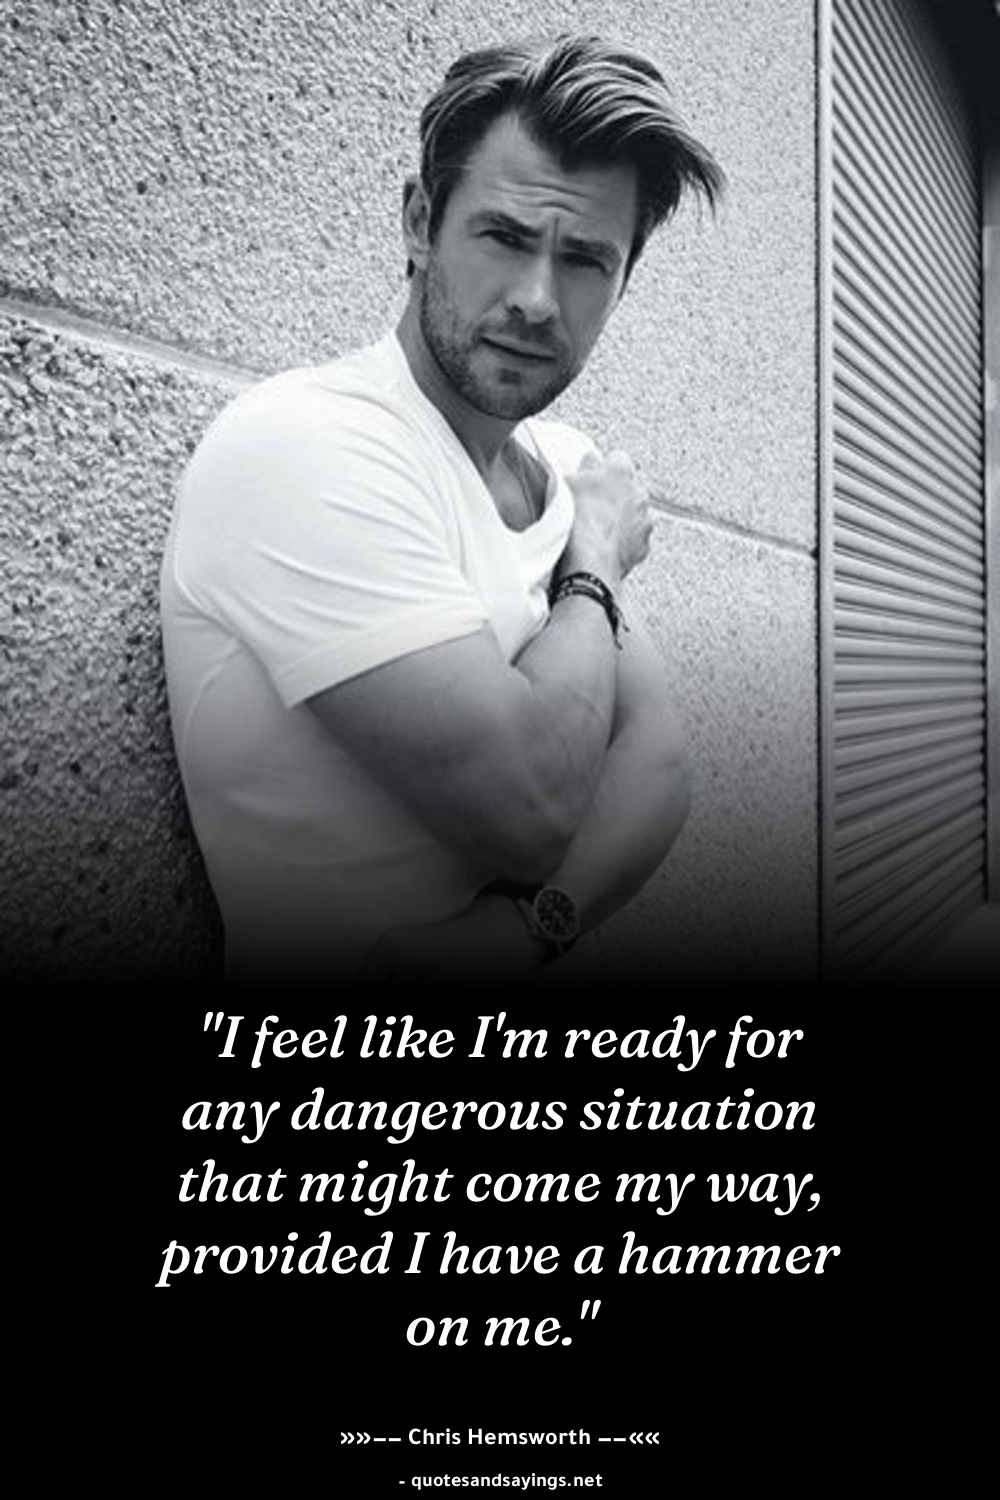 "I feel like I'm ready for
any dangerous situation
that might come my way,
provided I have a hammer
on me."
»»−− Chris Hemsworth −−««
- quotesandsayings.net